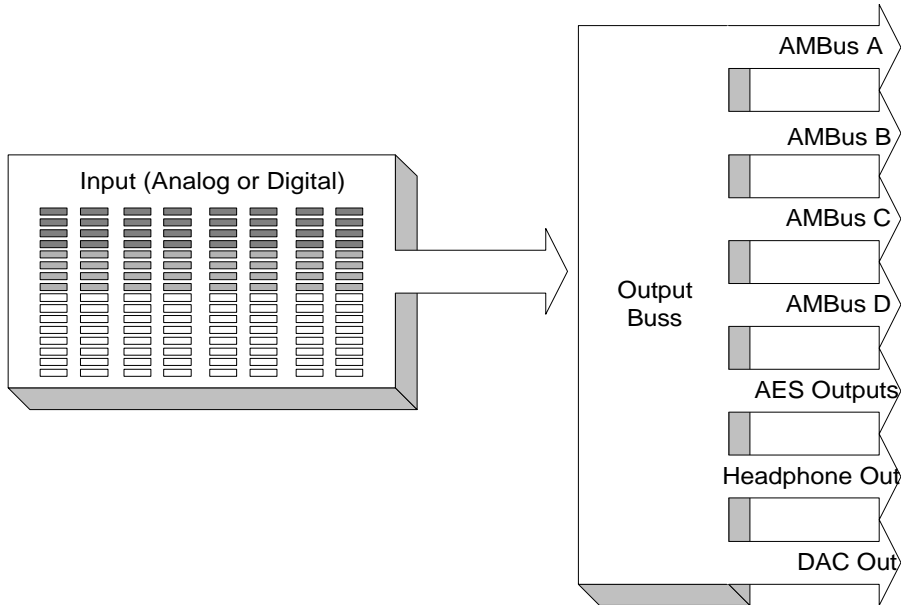 Input (Analog or Digital)
Output
Buss
AMBus A
AMBus B
AMBus C
AMBus D
AES Outputs
Headphone Out
DAC Out